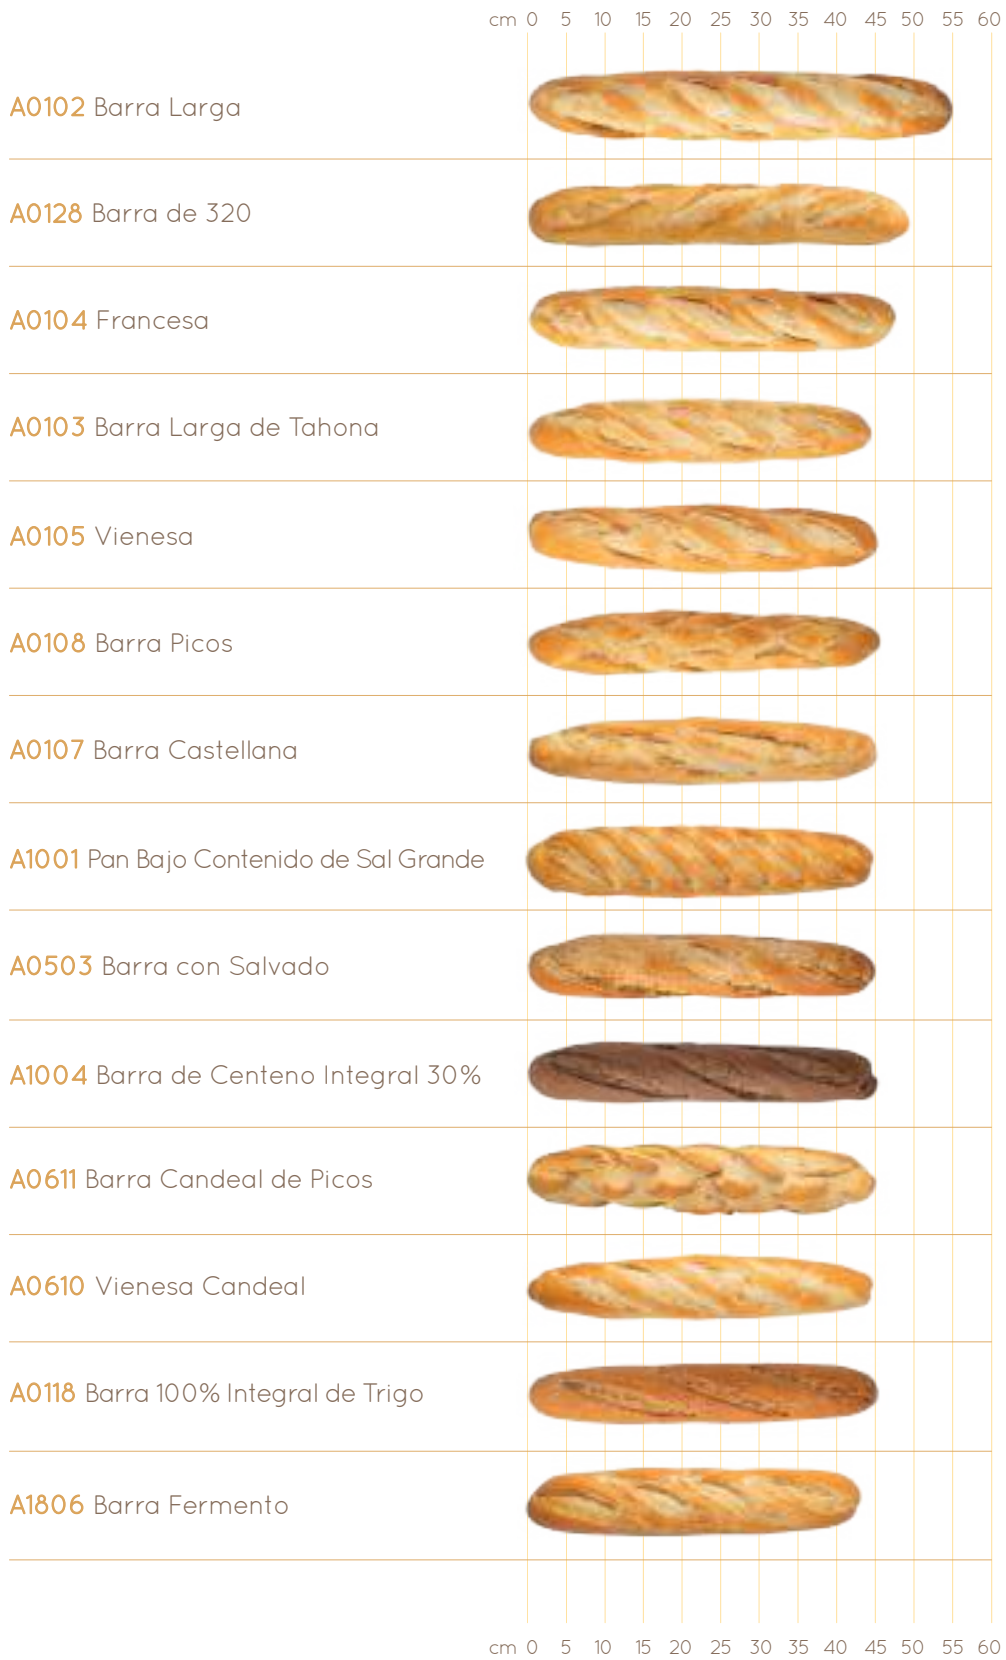 cm 0 5 10 15 20 25 30 35 40 45 50 55 60
A0102 Barra Larga
A0128 Barra de 320
A0104 Francesa
A0103 Barra Larga de Tahona
A0105 Vienesa
A0108 Barra Picos
A0107 Barra Castellana
A1001 Pan Bajo Contenido de Sal Grande
A0503 Barra con Salvado
A1004 Barra de Centeno Integral 30%
A0611 Barra Candeal de Picos
A0610 Vienesa Candeal
A0118 Barra 100% Integral de Trigo
A1806 Barra Fermento
cm 0 5 10 15 20 25 30 35 40 45 50 55 60